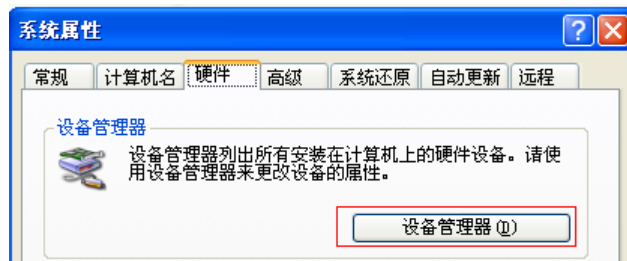 系统属性
常规 计算机名 硬件 高级 系统还原 自动更新 远程
设备管理器
设备管理器列出所有安装在计算机上的硬件设备。请使
用设备管理器来更改设备的属性。
设备管理器(D)